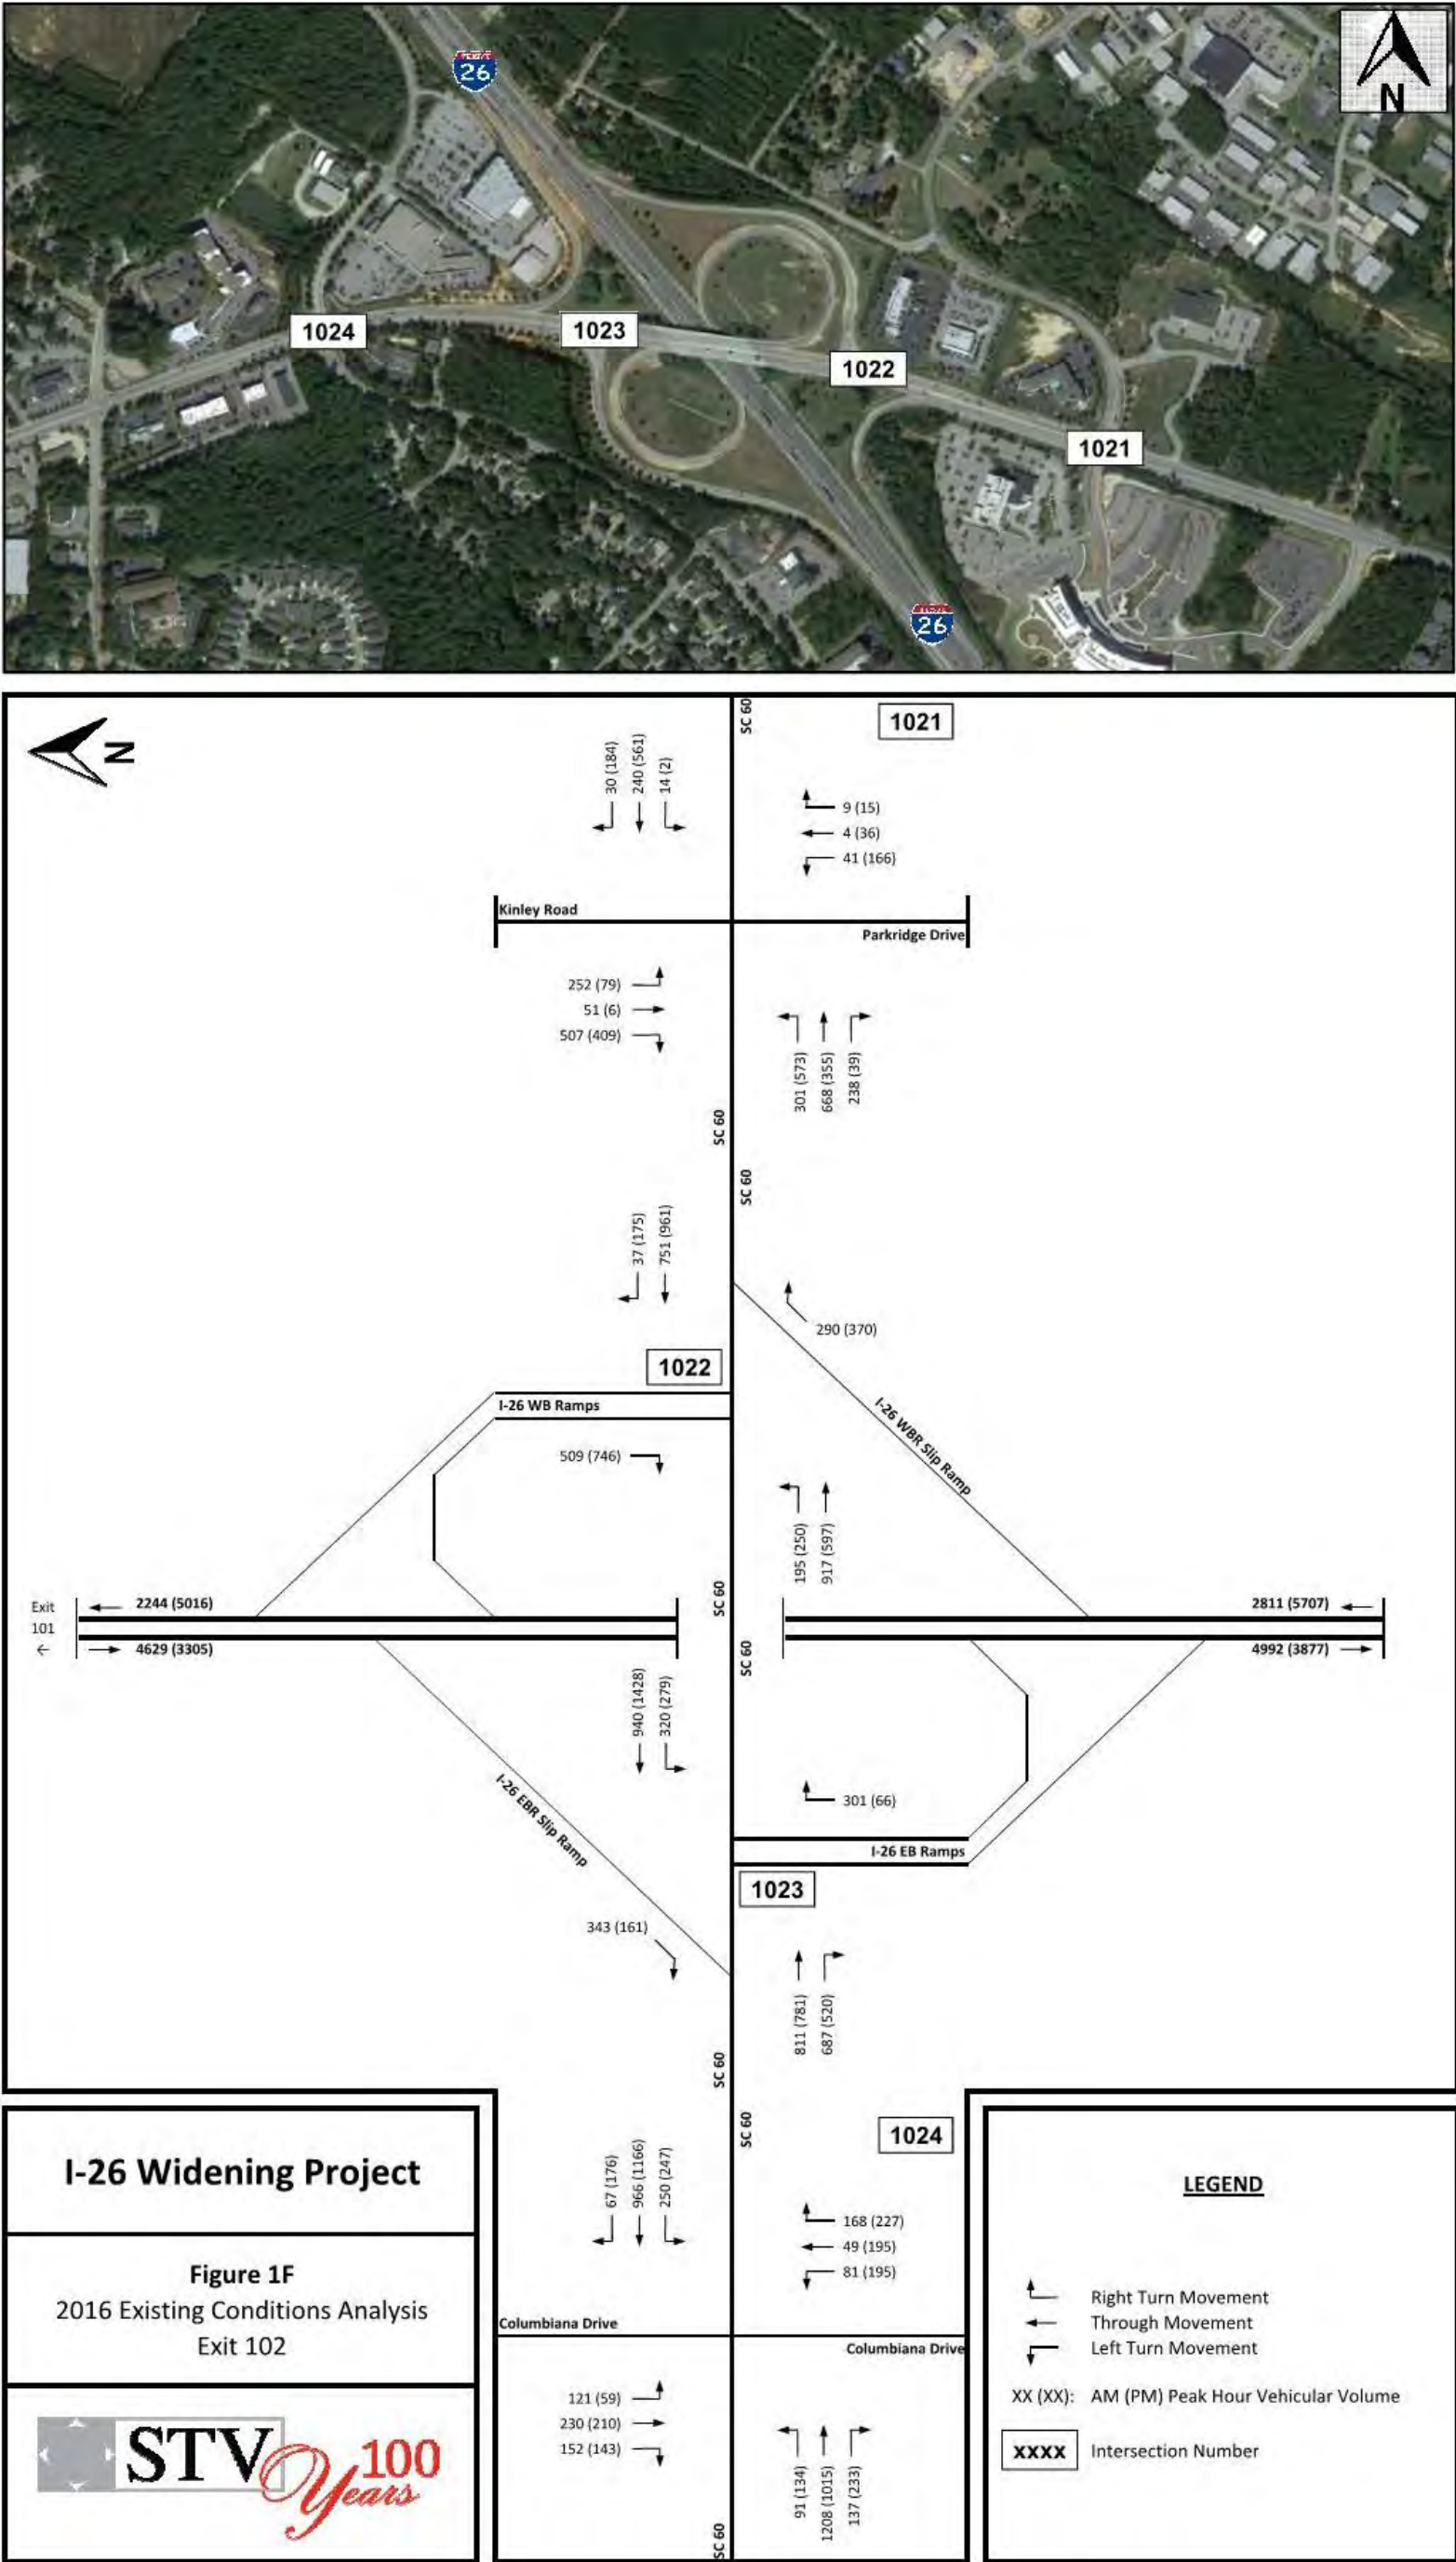 26
N
1024
1023
1022
1021
26
N
SC 60
1021
30 (184)
240 (561)
14 (2)
9 (15)
4 (36)
41 (166)
Kinley Road
Parkridge Drive
252 (79)
51 (6)
507 (409)
301 (573)
668 (355)
238 (39)
SC 60
SC 60
37 (175)
751 (961)
290 (370)
1022
I-26 WB Ramps
I-26 WBR Slip Ramp
509 (746)
195 (250)
917 (597)
Exit
101
←
2244 (5016)
4629 (3305)
SC 60
SC 60
2811 (5707)
4992 (3877)
940 (1428)
320 (279)
I-26 EBR Slip Ramp
301 (66)
I-26 EB Ramps
1023
343 (161)
811 (781)
687 (520)
SC 60
SC 60
1024
67 (176)
966 (1166)
250 (247)
168 (227)
49 (195)
81 (195)
Columbiana Drive
Columbiana Drive
121 (59)
230 (210)
152 (143)
91 (134)
1208 (1015)
137 (233)
SC 60
I-26 Widening Project
Figure 1F
2016 Existing Conditions Analysis
Exit 102
STV 100
Years
LEGEND
Right Turn Movement
Through Movement
Left Turn Movement
XX (XX): AM (PM) Peak Hour Vehicular Volume
XXXX Intersection Number